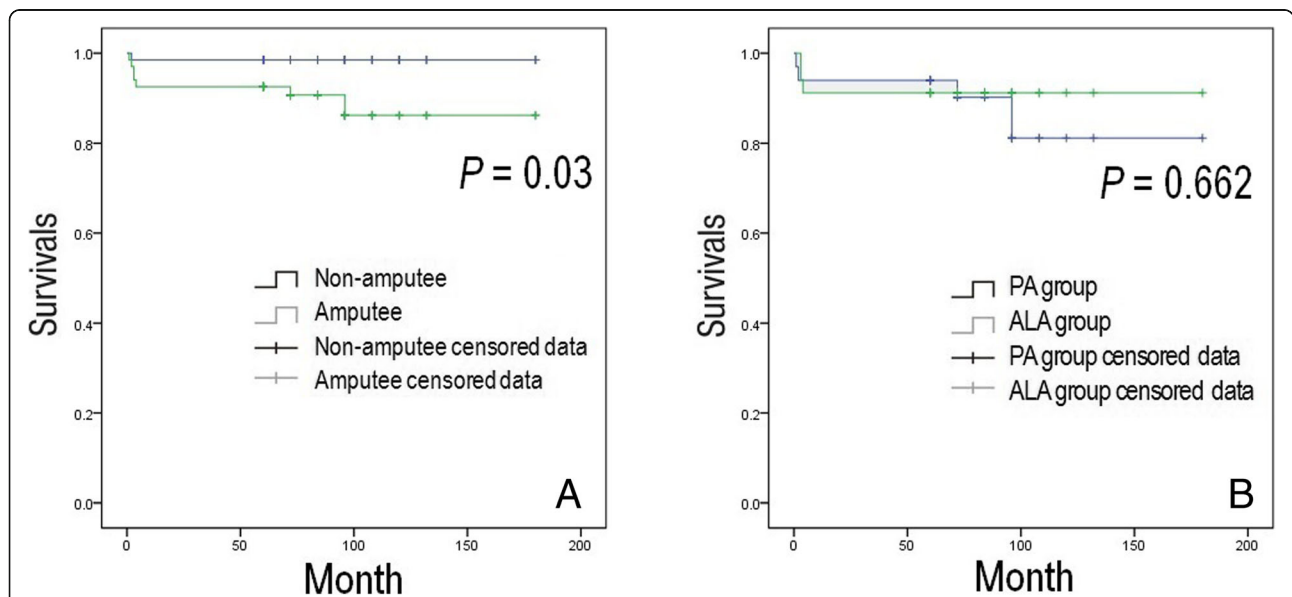 1.0
0.8
0.6
0.4
0.2
0.0
Survivals
P = 0.03
Non-amputee
Amputee
Non-amputee censored data
Amputee censored data
A
0 50 100 150 200
Month
1.0
0.8
0.6
0.4
0.2
0.0
Survivals
P = 0.662
PA group
ALA group
PA group censored data
ALA group censored data
B
0 50 100 150 200
Month